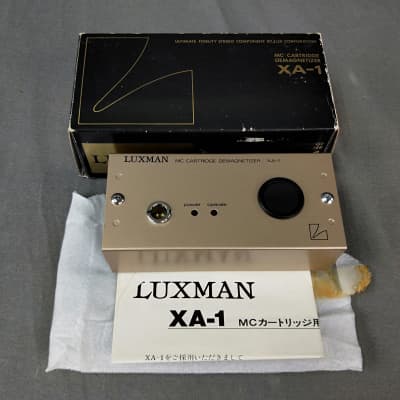 ULTIMATE FIDELITY STEREO COMPONENT BY LUX CORPORATION
MC CARTRIDGE
DEMAGNETIZER
XA-1
LUXMAN
LUXMAN MC CARTRIDGE DEMAGNETIZER / XA-1
POWER OPERATE
LUXMAN
XA-1 MCカートリッジ用
XA-1をご採用いただきまして